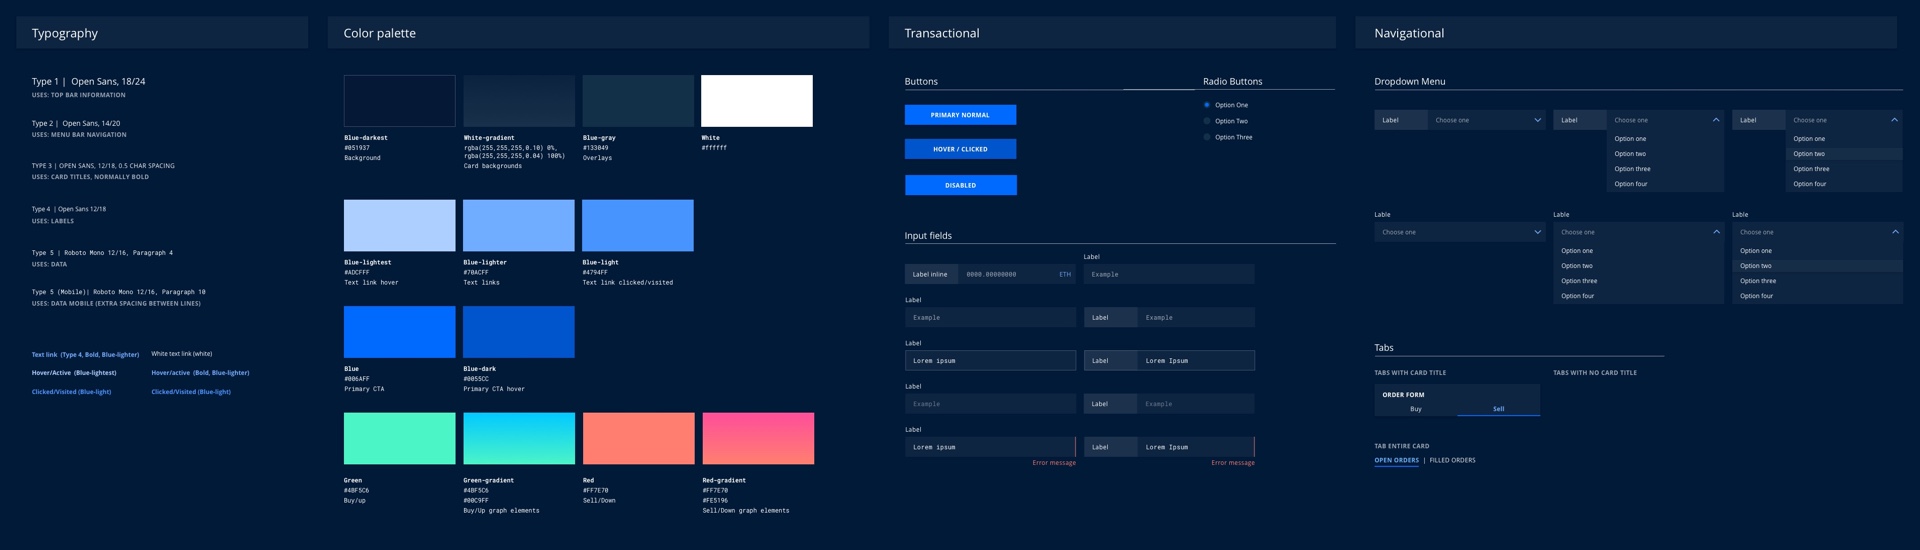 Typography
Type 1 | Open Sans, 18/24
USES: TOP BAR INFORMATION
Type 2 | Open Sans, 14/20
USES: MENU BAR NAVIGATION
TYPE 3 | OPEN SANS, 12/18, 0.5 CHAR SPACING
USES: CARD TITLES, NORMALLY BOLD
Type 4 | Open Sans 12/18
USES: LABELS
Type 5 | Roboto Mono 12/16, Paragraph 4
USES: DATA
Type 5 (Mobile)| Roboto Mono 12/16, Paragraph 10
USES: DATA MOBILE (EXTRA SPACING BETWEEN LINES)
Text link (Type 4, Bold, Blue-lighter)
White text link (white)
Hover/Active (Blue-lightest)
Hover/active (Bold, Blue-lighter)
Clicked/Visited (Blue-light)
Clicked/Visited (Blue-light)
Color palette
Blue-darkest
#051937
Background
White-gradient
rgba(255,255,255,0.10) 0%,
rgba(255,255,255,0.04) 100%)
Card backgrounds
Blue-gray
#133049
Overlays
White
#ffffff
Blue-lightest
#ADCFFF
Text link hover
Blue-lighter
#70ACFF
Text links
Blue-light
#4794FF
Text link clicked/visited
Blue
#006AFF
Primary CTA
Blue-dark
#0055CC
Primary CTA hover
Green
#4BF5C6
Buy/up
Green-gradient
#4BF5C6
#00C9FF
Buy/Up graph elements
Red
#FF7E70
Sell/Down
Red-gradient
#FF7E70
#FE5196
Sell/Down graph elements
Transactional
Buttons
PRIMARY NORMAL
HOVER / CLICKED
DISABLED
Radio Buttons
Option One
Option Two
Option Three
Input fields
Label inline 0000.00000000 ETH
Label
Example
Label
Example
Label Example
Label
Lorem ipsum
Label Lorem Ipsum
Label
Example
Label Example
Label
Lorem ipsum
Error message
Label Lorem Ipsum
Error message
Navigational
Dropdown Menu
Label Choose one
Label Choose one
Option one
Option two
Option three
Option four
Label Choose one
Option one
Option two
Option three
Option four
Lable
Choose one
Lable
Choose one
Option one
Option two
Option three
Option four
Lable
Choose one
Option one
Option two
Option three
Option four
Tabs
TABS WITH CARD TITLE
ORDER FORM
Buy Sell
TABS WITH NO CARD TITLE
TAB ENTIRE CARD
OPEN ORDERS | FILLED ORDERS